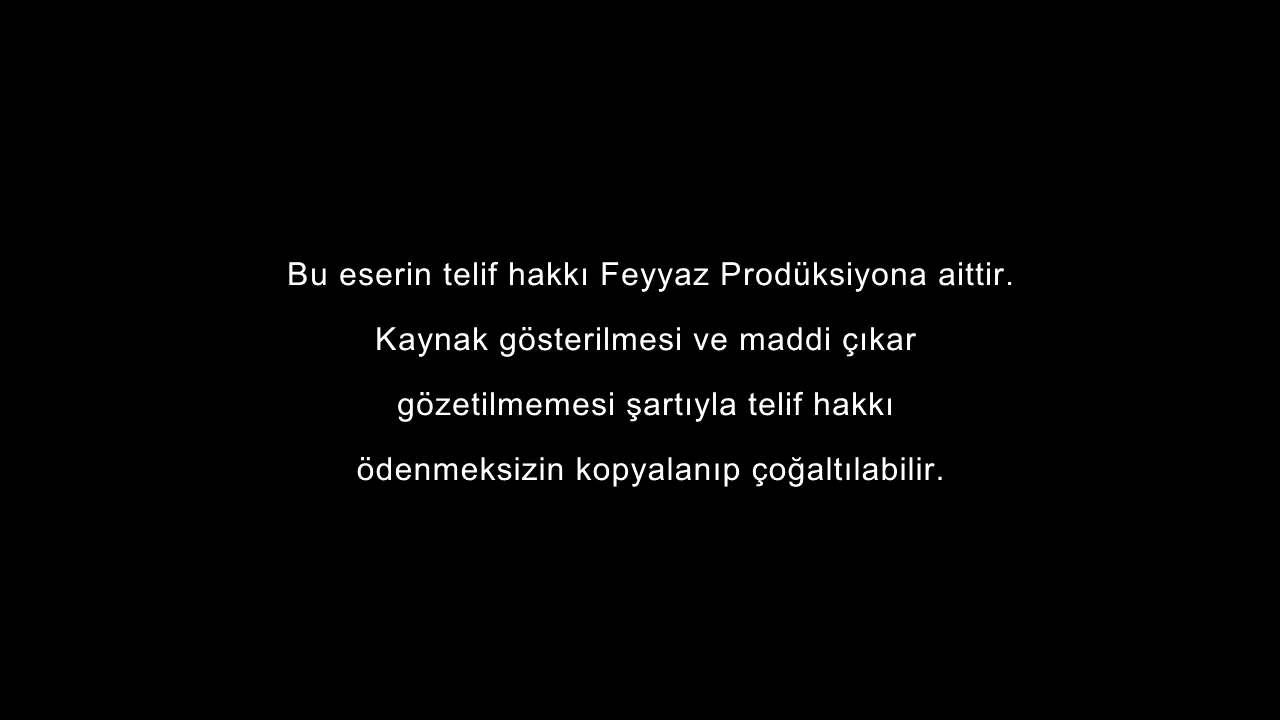 Bu eserin telif hakkı Feyyaz Prodüksiyona aittir.
Kaynak gösterilmesi ve maddi çıkar
gözetilmemesi şartıyla telif hakkı
ödenmeksizin kopyalanıp çoğaltılabilir.